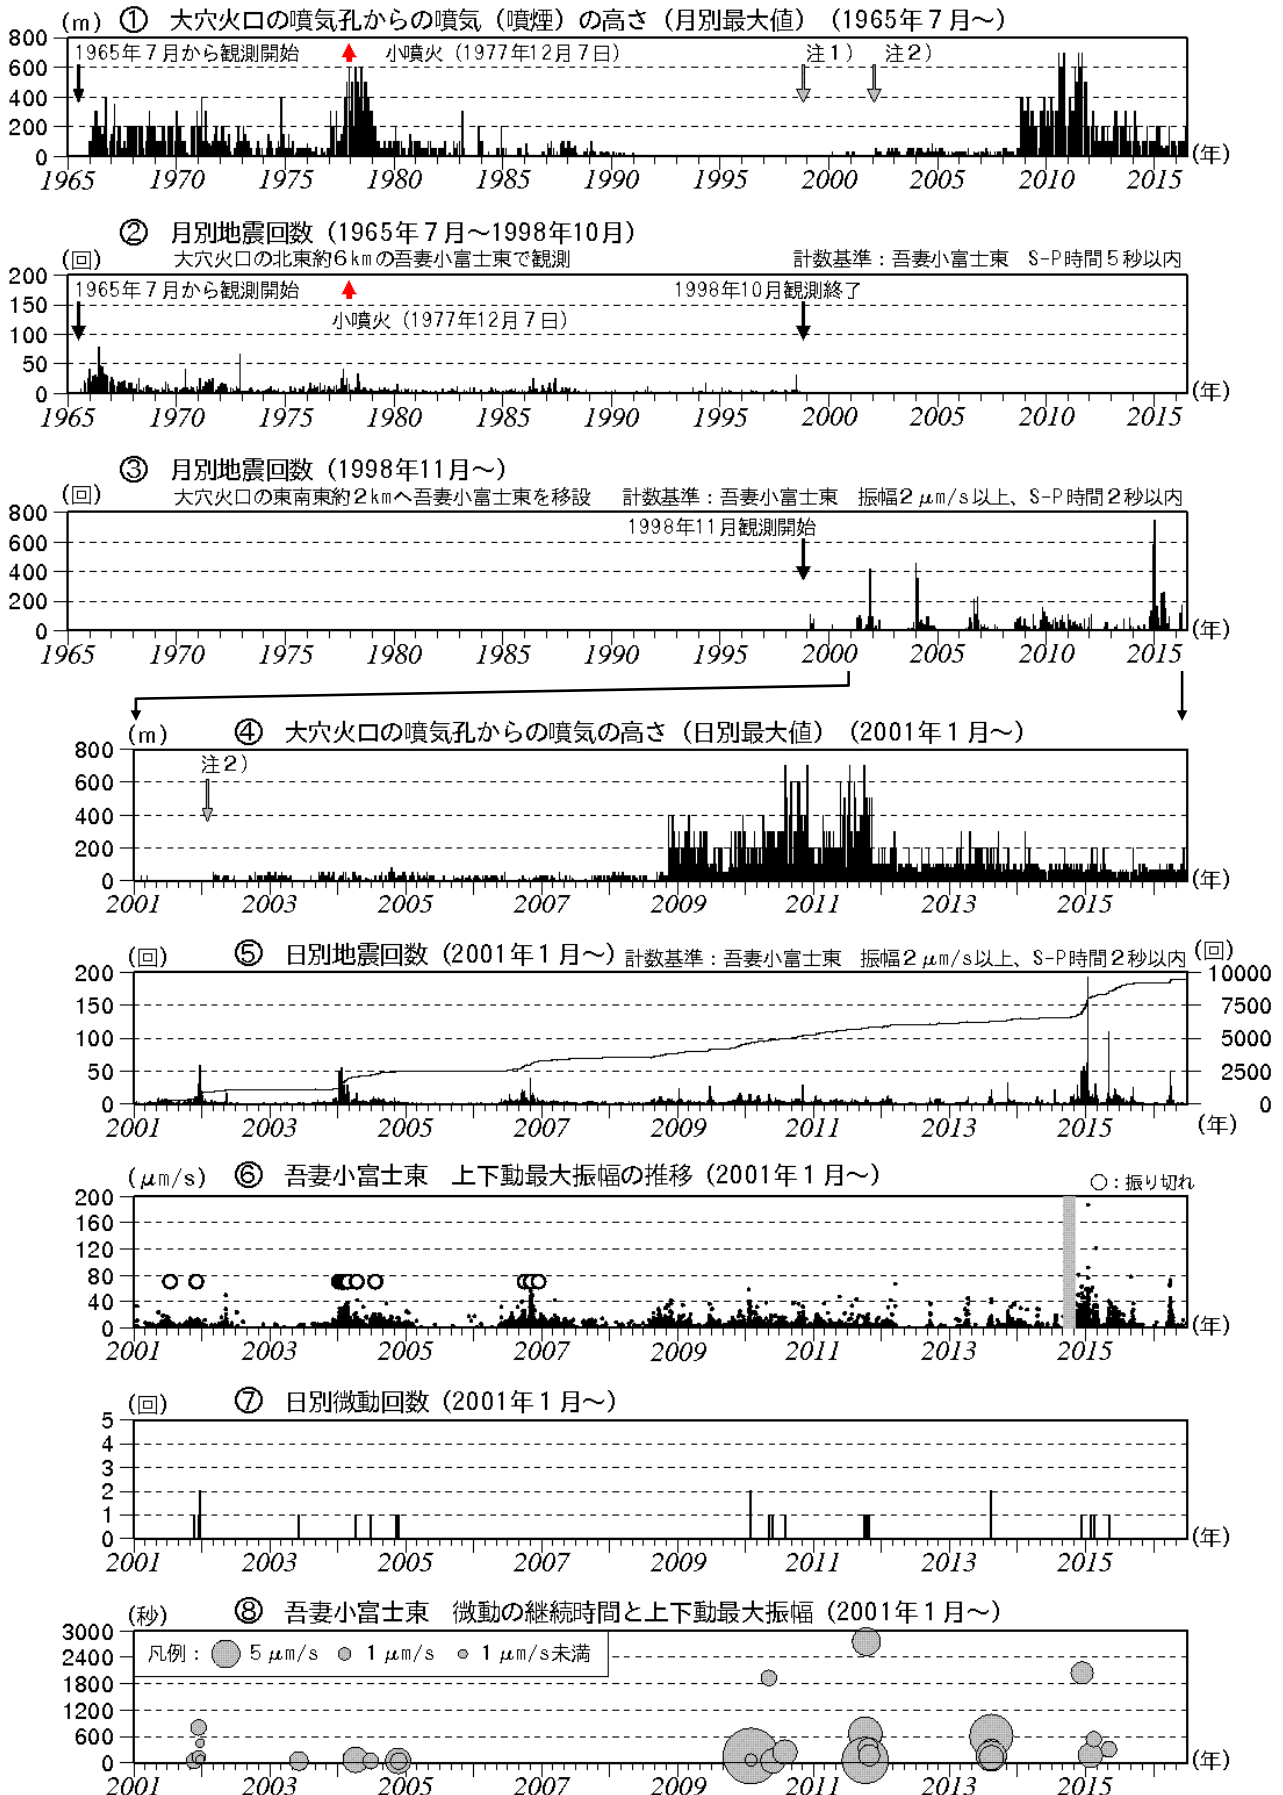 (m) ① 大穴火口の噴気孔からの噴気（噴煙）の高さ（月別最大値）（1965年７月～）
800
600
400
200
0
1965年７月から観測開始
小噴火（1977年12月７日）
注１）
注２）
1965 1970 1975 1980 1985 1990 1995 2000 2005 2010 2015 (年)
② 月別地震回数（1965年７月～1998年10月）
(回) 大穴火口の北東約６kmの吾妻小富士東で観測 計数基準：吾妻小富士東 S-P時間５秒以内
200
150
100
50
0
1965年７月から観測開始
1998年10月観測終了
小噴火（1977年12月７日）
1965 1970 1975 1980 1985 1990 1995 2000 2005 2010 2015 (年)
③ 月別地震回数（1998年11月～）
(回) 大穴火口の東南東約２kmへ吾妻小富士東を移設 計数基準：吾妻小富士東 振幅２μm/s以上、S-P時間２秒以内
800
600
400
200
0
1998年11月観測開始
1965 1970 1975 1980 1985 1990 1995 2000 2005 2010 2015 (年)
(m) ④ 大穴火口の噴気孔からの噴気の高さ（日別最大値）（2001年１月～）
800
600
400
200
0
注２）
2001 2003 2005 2007 2009 2011 2013 2015 (年)
(回) ⑤ 日別地震回数（2001年１月～）計数基準：吾妻小富士東 振幅２μm/s以上、S-P時間２秒以内 (回)
200 10000
150 7500
100 5000
50 2500
0 0
2001 2003 2005 2007 2009 2011 2013 2015 (年)
(μm/s) ⑥ 吾妻小富士東 上下動最大振幅の推移（2001年１月～） ○：振り切れ
200
160
120
80
40
0
2001 2003 2005 2007 2009 2011 2013 2015 (年)
(回) ⑦ 日別微動回数（2001年１月～）
5
4
3
2
1
0
2001 2003 2005 2007 2009 2011 2013 2015 (年)
(秒) ⑧ 吾妻小富士東 微動の継続時間と上下動最大振幅（2001年１月～）
3000
2400
1800
1200
600
0
凡例： 5 μm/s 1 μm/s 1 μm/s未満
2001 2003 2005 2007 2009 2011 2013 2015 (年)